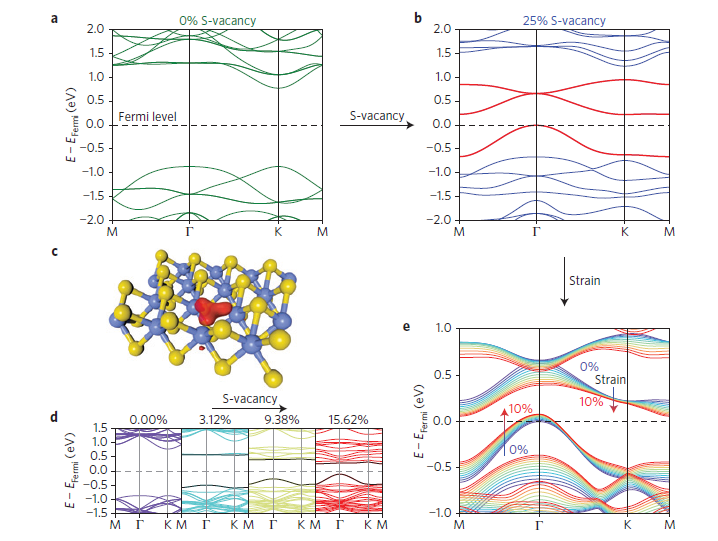 a
0% S-vacancy
2.0
1.5
1.0
0.5
0.0
−0.5
−1.0
−1.5
−2.0
E − EFermi (eV)
Fermi level
M Γ K M
S-vacancy
b
25% S-vacancy
2.0
1.5
1.0
0.5
0.0
−0.5
−1.0
−1.5
−2.0
M Γ K M
c
Strain
d
S-vacancy
0.00% 3.12% 9.38% 15.62%
1.5
1.0
0.5
0.0
−0.5
−1.0
−1.5
E − EFermi (eV)
M Γ K M Γ K M Γ K M Γ K M
e
1.0
0.5
0.0
−0.5
−1.0
E − EFermi (eV)
0%
Strain
10%
10%
0%
M Γ K M